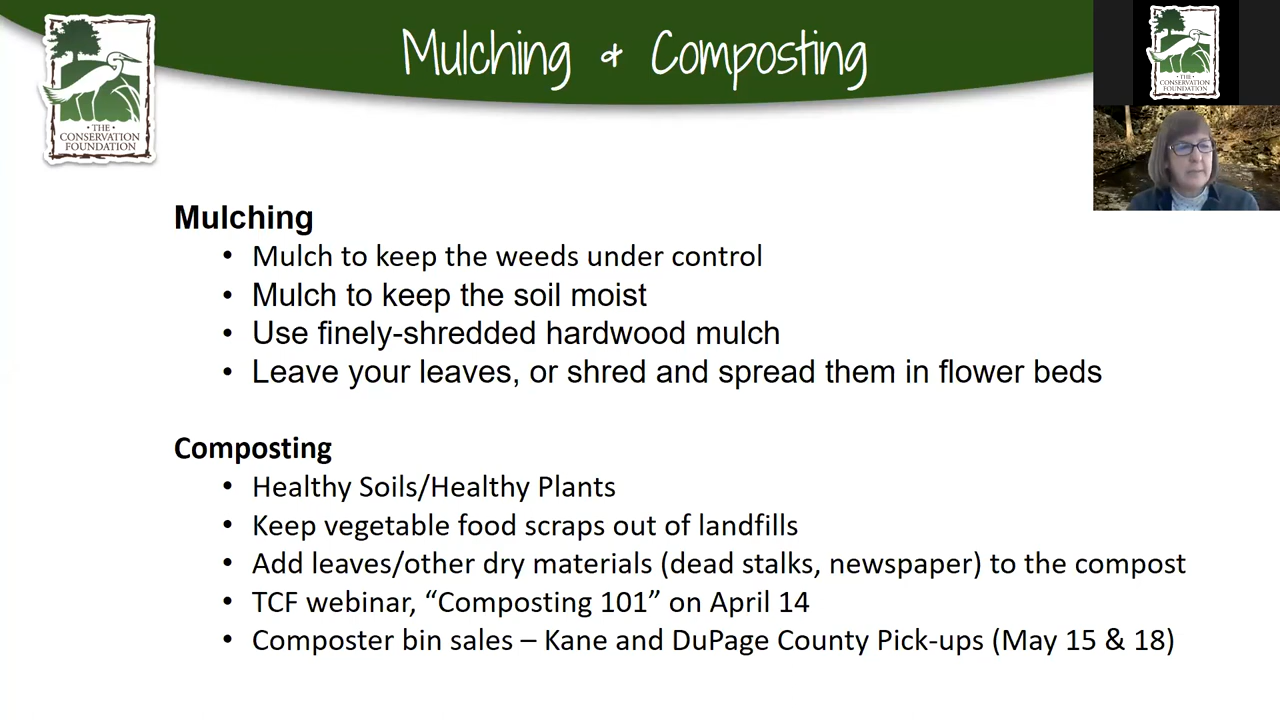 Mulching & Composting
· THE ·
CONSERVATION
FOUNDATION
THE
CONSERVATION
FOUNDATION
Mulching
• Mulch to keep the weeds under control
• Mulch to keep the soil moist
• Use finely-shredded hardwood mulch
• Leave your leaves, or shred and spread them in flower beds
Composting
• Healthy Soils/Healthy Plants
• Keep vegetable food scraps out of landfills
• Add leaves/other dry materials (dead stalks, newspaper) to the compost
• TCF webinar, “Composting 101” on April 14
• Composter bin sales – Kane and DuPage County Pick-ups (May 15 & 18)